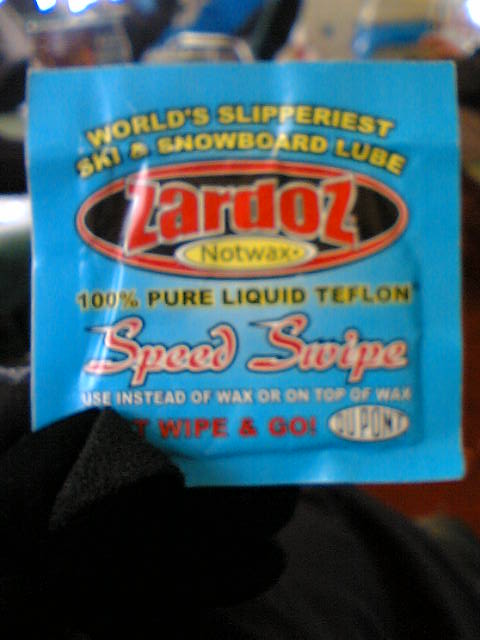 WORLD'S SLIPPERIEST
SKI & SNOWBOARD LUBE
ZardoZ
Notwax
100% PURE LIQUID TEFLON
Speed Swipe
USE INSTEAD OF WAX OR ON TOP OF WAX
T WIPE & GO!
DU PONT